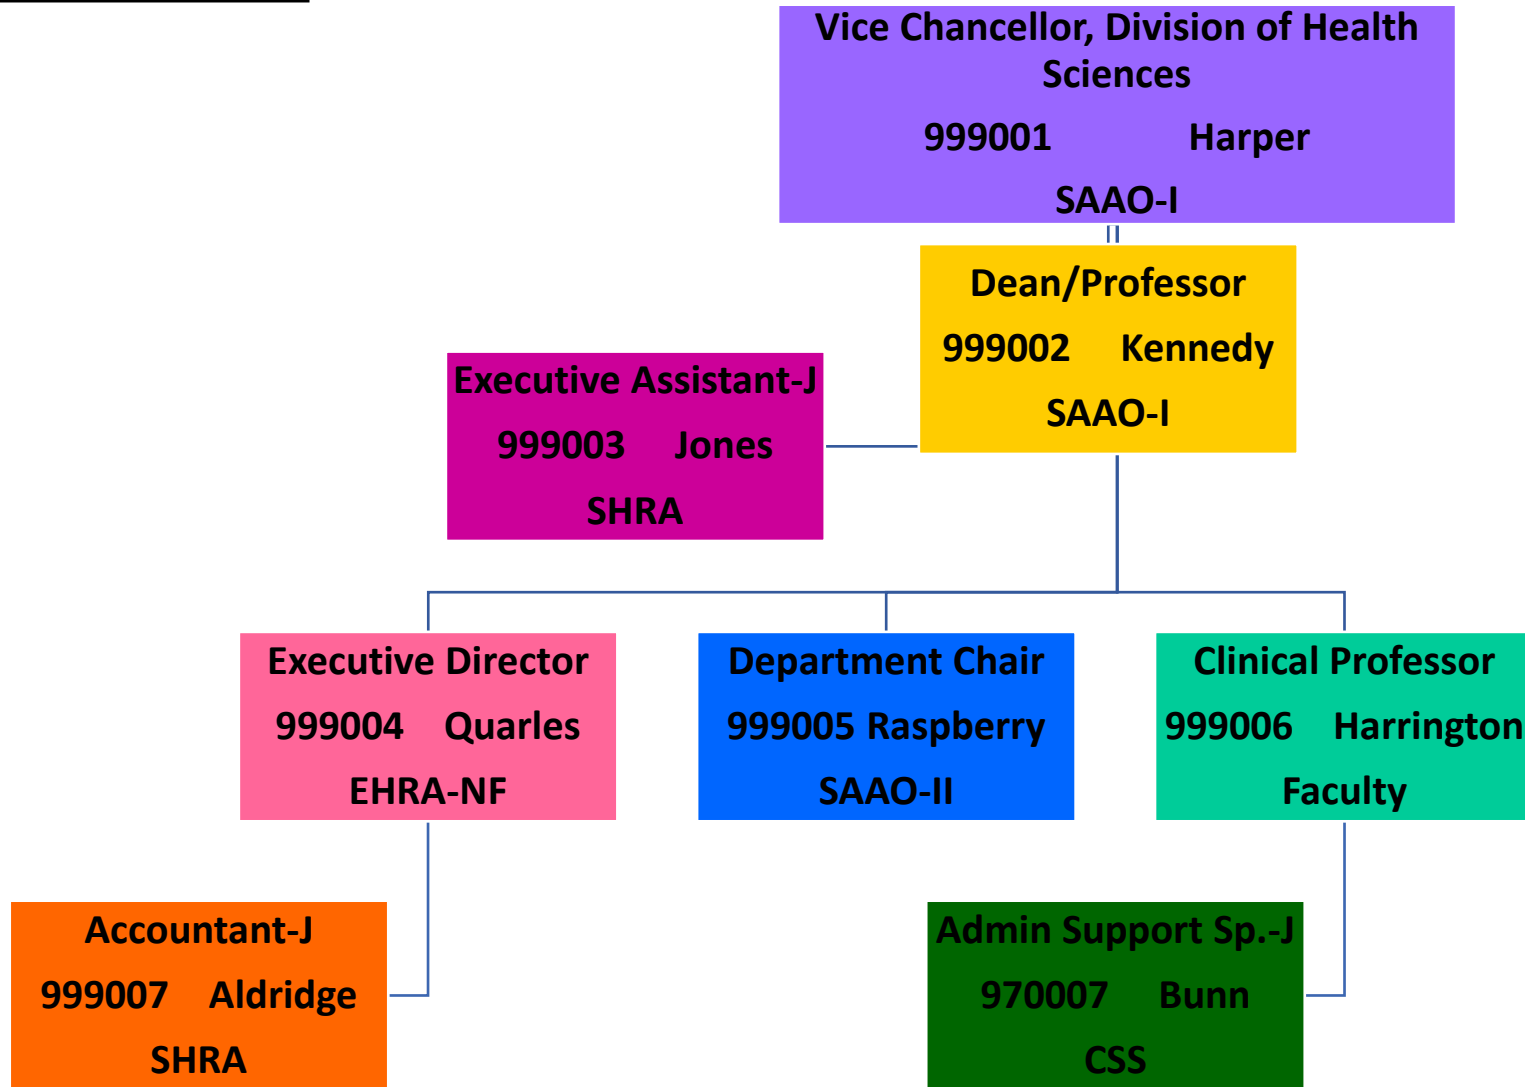 Vice Chancellor, Division of Health
Sciences
999001 Harper
SAAO-I
Dean/Professor
999002 Kennedy
SAAO-I
Executive Assistant-J
999003 Jones
SHRA
Executive Director
999004 Quarles
EHRA-NF
Department Chair
999005 Raspberry
SAAO-II
Clinical Professor
999006 Harrington
Faculty
Accountant-J
999007 Aldridge
SHRA
Admin Support Sp.-J
970007 Bunn
CSS